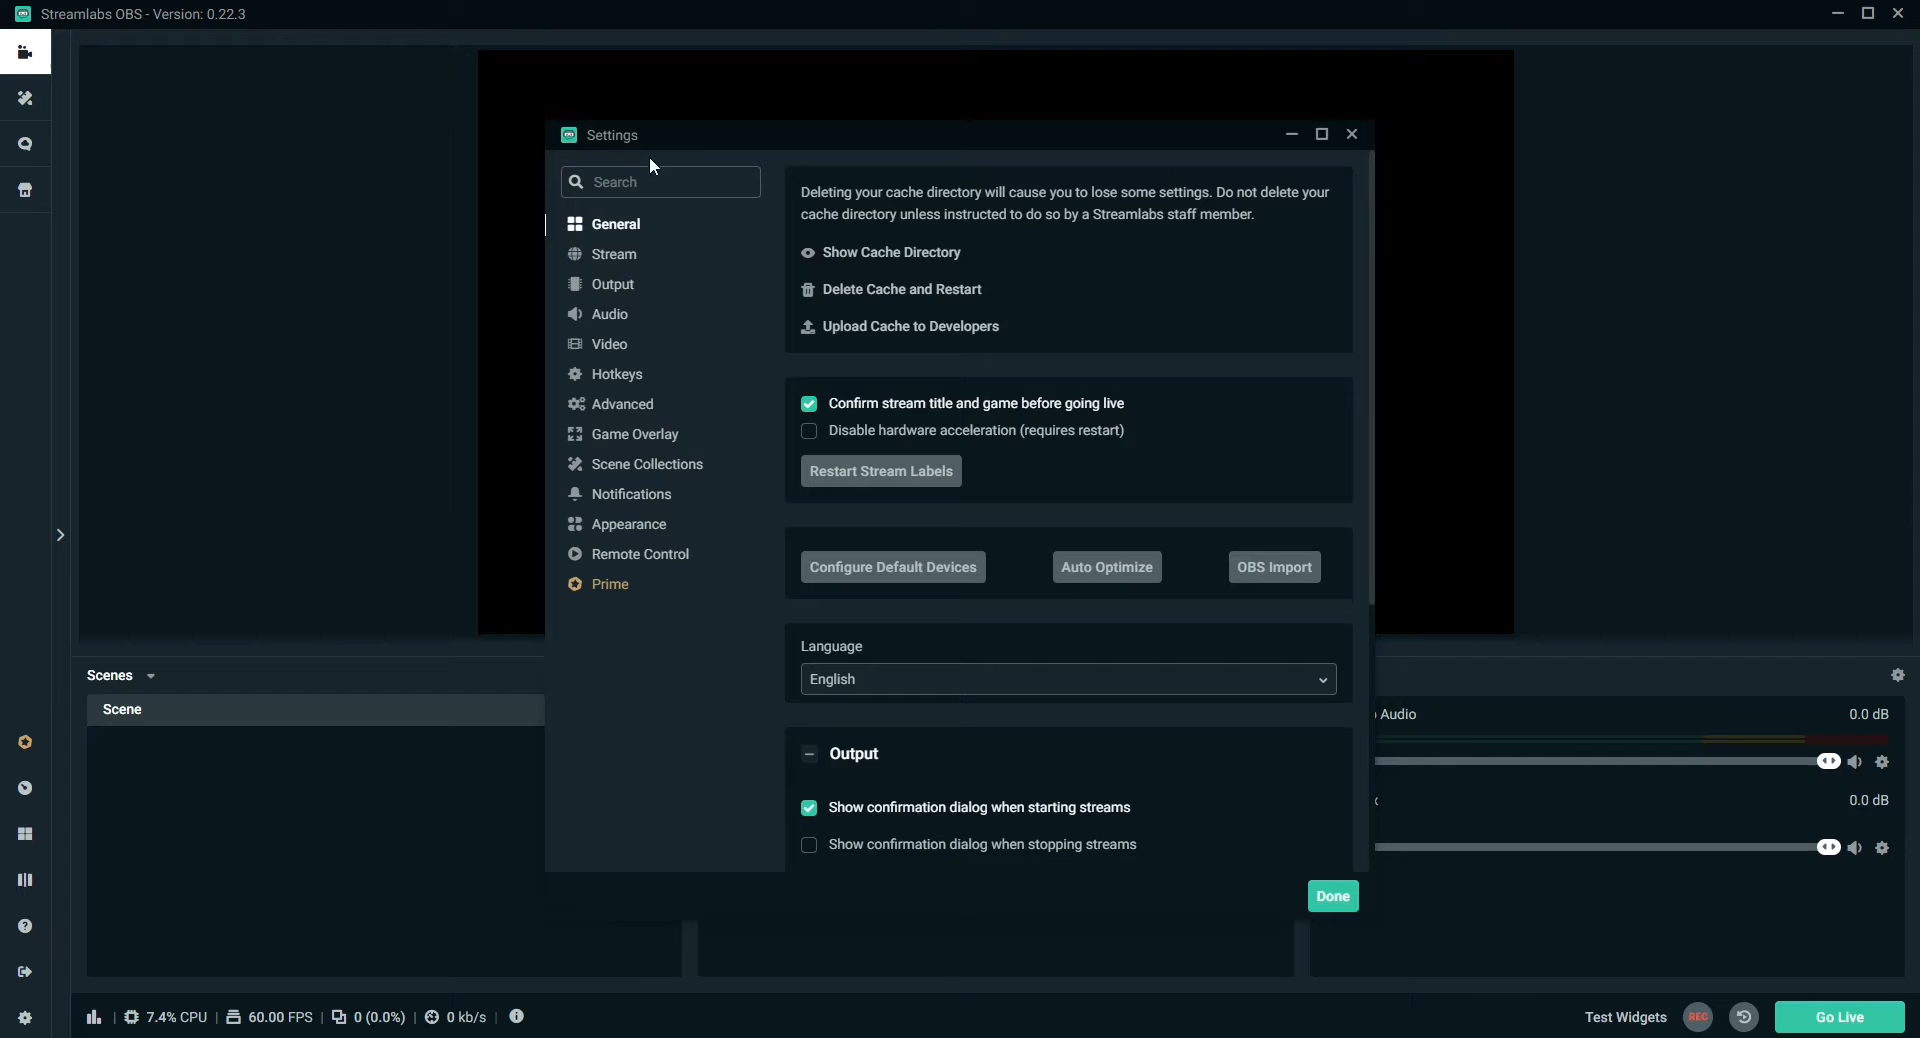 Streamlabs OBS - Version: 0.22.3
Settings
Search
General
Stream
Output
Audio
Video
Hotkeys
Advanced
Game Overlay
Scene Collections
Notifications
Appearance
Remote Control
Prime
Deleting your cache directory will cause you to lose some settings. Do not delete your
cache directory unless instructed to do so by a Streamlabs staff member.
Show Cache Directory
Delete Cache and Restart
Upload Cache to Developers
Confirm stream title and game before going live
Disable hardware acceleration (requires restart)
Restart Stream Labels
Configure Default Devices
Auto Optimize
OBS Import
Language
English
Output
Show confirmation dialog when starting streams
Show confirmation dialog when stopping streams
Done
Scenes
Scene
Audio
0.0 dB
0.0 dB
7.4% CPU
60.00 FPS
0 (0.0%)
0 kb/s
Test Widgets
REC
Go Live